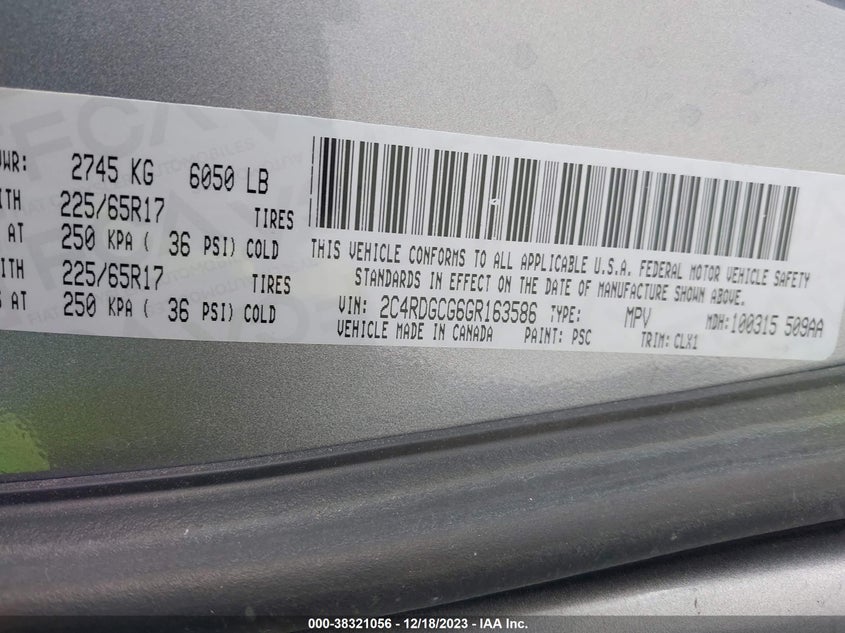 2745 KG 6050 LB
225/65R17 TIRES
AT 250 KPA ( 36 PSI) COLD
225/65R17 TIRES
AT 250 KPA ( 36 PSI) COLD
THIS VEHICLE CONFORMS TO ALL APPLICABLE U.S.A. FEDERAL MOTOR VEHICLE SAFETY
STANDARDS IN EFFECT ON THE DATE OF MANUFACTURE SHOWN ABOVE.
VIN: 2C4RDGCG6GR163586 TYPE: MPV MDH:100315 509AA
VEHICLE MADE IN CANADA PAINT: PSC TRIM: CLX1
000-38321056 - 12/18/2023 - IAA Inc.